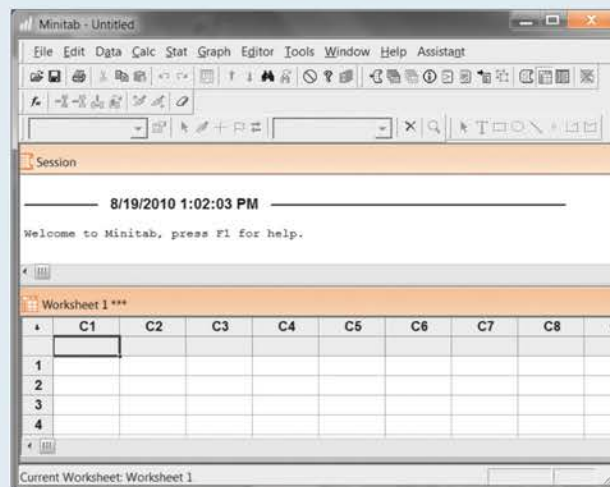 Minitab - Untitled
File Edit Data Calc Stat Graph Editor Tools Window Help Assistant
Session
8/19/2010 1:02:03 PM
Welcome to Minitab, press F1 for help.
Worksheet 1 ***
C1 C2 C3 C4 C5 C6 C7 C8
1
2
3
4
Current Worksheet: Worksheet 1